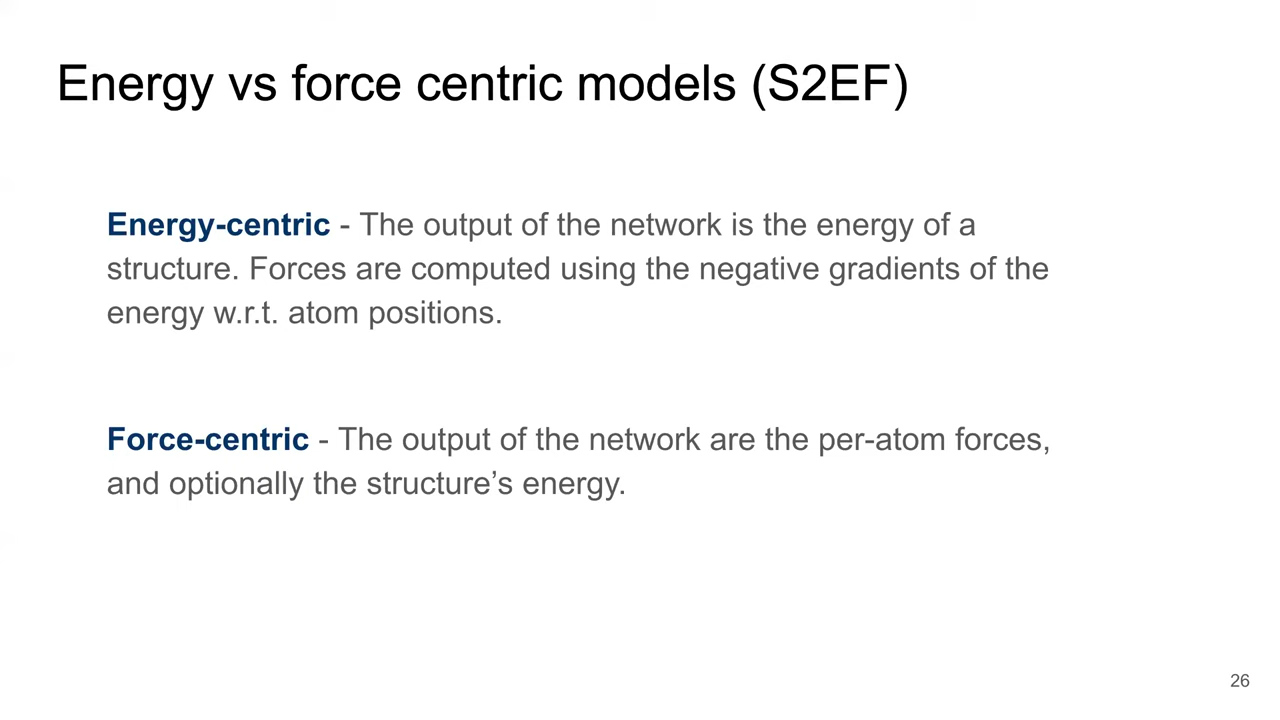 Energy vs force centric models (S2EF)
Energy-centric - The output of the network is the energy of a
structure. Forces are computed using the negative gradients of the
energy w.r.t. atom positions.
Force-centric - The output of the network are the per-atom forces,
and optionally the structure’s energy.
26